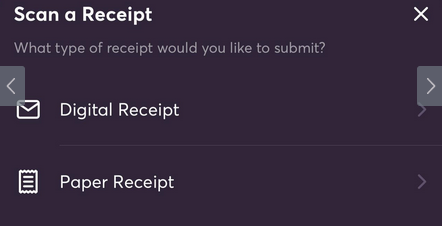 Scan a Receipt
What type of receipt would you like to submit?
Digital Receipt
Paper Receipt